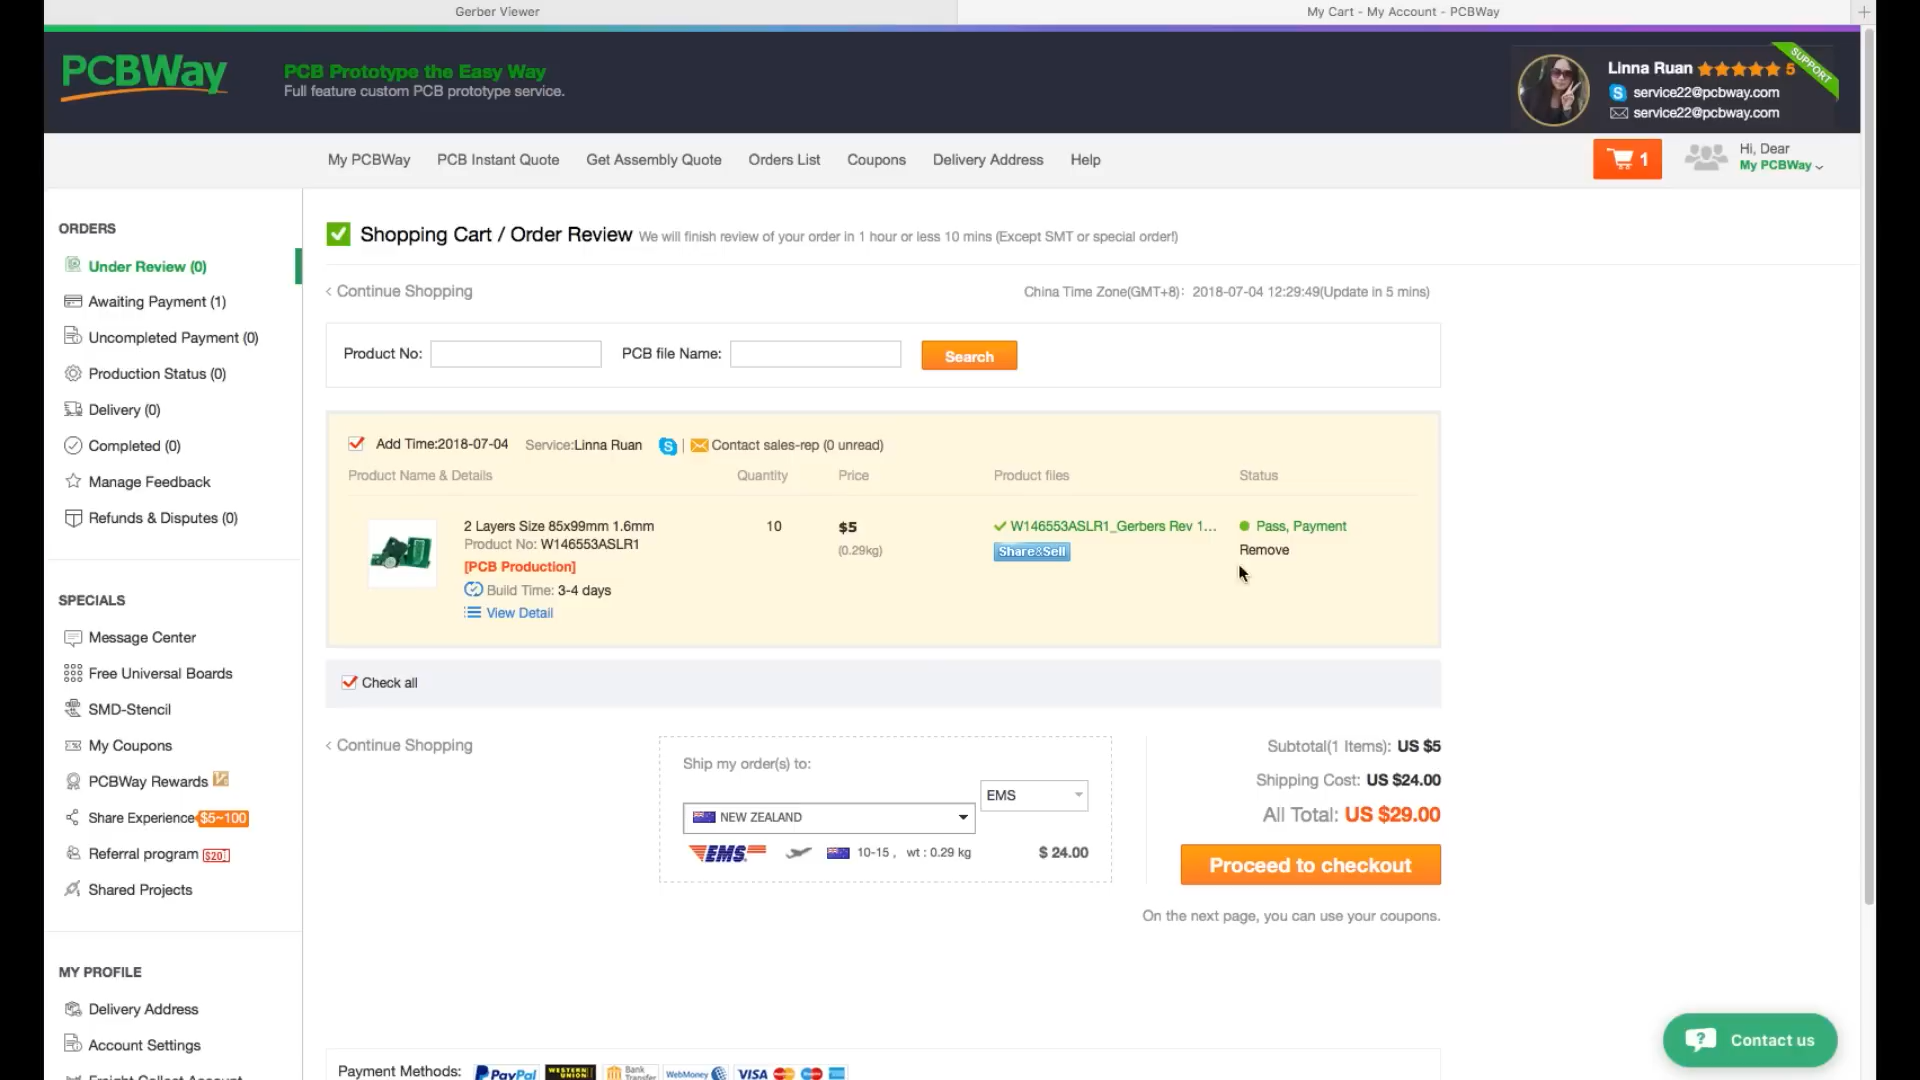 Gerber Viewer
My Cart - My Account - PCBWay
PCBWay
PCB Prototype the Easy Way
Full feature custom PCB prototype service.
Linna Ruan 5
service22@pcbway.com
service22@pcbway.com
SUPPORT
My PCBWay PCB Instant Quote Get Assembly Quote Orders List Coupons Delivery Address Help
1
Hi, Dear
My PCBWay
ORDERS
Under Review (0)
Awaiting Payment (1)
Uncompleted Payment (0)
Production Status (0)
Delivery (0)
Completed (0)
Manage Feedback
Refunds & Disputes (0)
SPECIALS
Message Center
Free Universal Boards
SMD-Stencil
My Coupons
PCBWay Rewards
Share Experience $5~100
Referral program $20
Shared Projects
MY PROFILE
Delivery Address
Account Settings
Shopping Cart / Order Review We will finish review of your order in 1 hour or less 10 mins (Except SMT or special order!)
< Continue Shopping
China Time Zone(GMT+8): 2018-07-04 12:29:49(Update in 5 mins)
Product No: PCB file Name: Search
Add Time:2018-07-04 Service:Linna Ruan | Contact sales-rep (0 unread)
Product Name & Details Quantity Price Product files Status
2 Layers Size 85x99mm 1.6mm 10 $5 W146553ASLR1_Gerbers Rev 1... Pass, Payment
Product No: W146553ASLR1 (0.29kg) Share&Sell Remove
[PCB Production]
Build Time: 3-4 days
View Detail
Check all
< Continue Shopping
Ship my order(s) to:
NEW ZEALAND
EMS
EMS 10-15 , wt : 0.29 kg $ 24.00
Subtotal(1 Items): US $5
Shipping Cost: US $24.00
All Total: US $29.00
Proceed to checkout
On the next page, you can use your coupons.
Payment Methods: PayPal WESTERN UNION Bank Transfer WebMoney VISA
Contact us